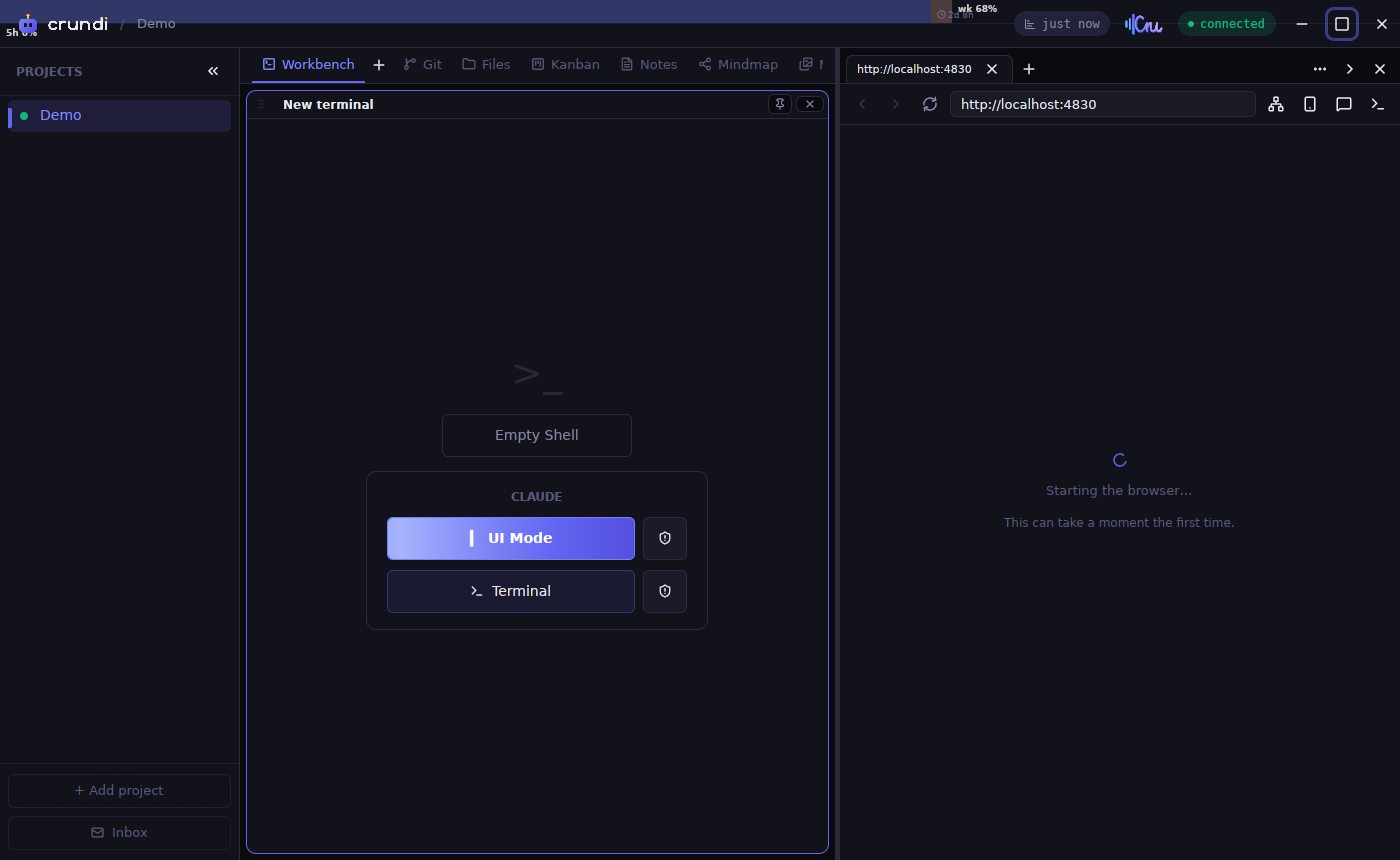 wk 68%
2d 8h
5h 6%
crundi / Demo
just now
Cru
connected
PROJECTS
Demo
+ Add project
Inbox
Workbench
Git
Files
Kanban
Notes
Mindmap
New terminal
>_
Empty Shell
CLAUDE
UI Mode
Terminal
http://localhost:4830
http://localhost:4830
Starting the browser...
This can take a moment the first time.